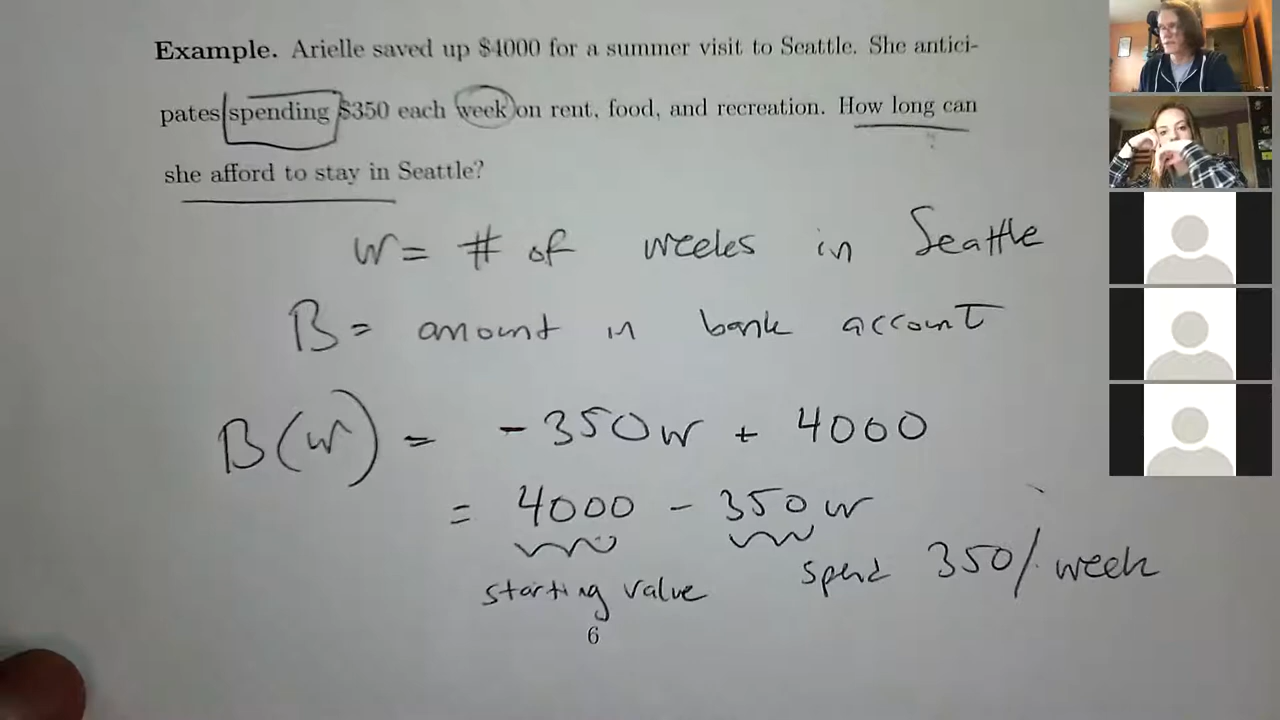 Example. Arielle saved up $4000 for a summer visit to Seattle. She antici-
pates spending $350 each week on rent, food, and recreation. How long can
she afford to stay in Seattle?
w = # of weeks in Seattle
B = amount in bank account
B(w) = -350w + 4000
= 4000 - 350w
starting value spend 350/week
6